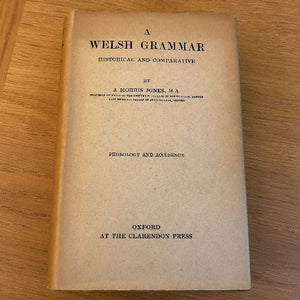 A
WELSH GRAMMAR
HISTORICAL AND COMPARATIVE
BY
J. MORRIS JONES, M.A.
PHONOLOGY AND ACCIDENCE
OXFORD
AT THE CLARENDON PRESS